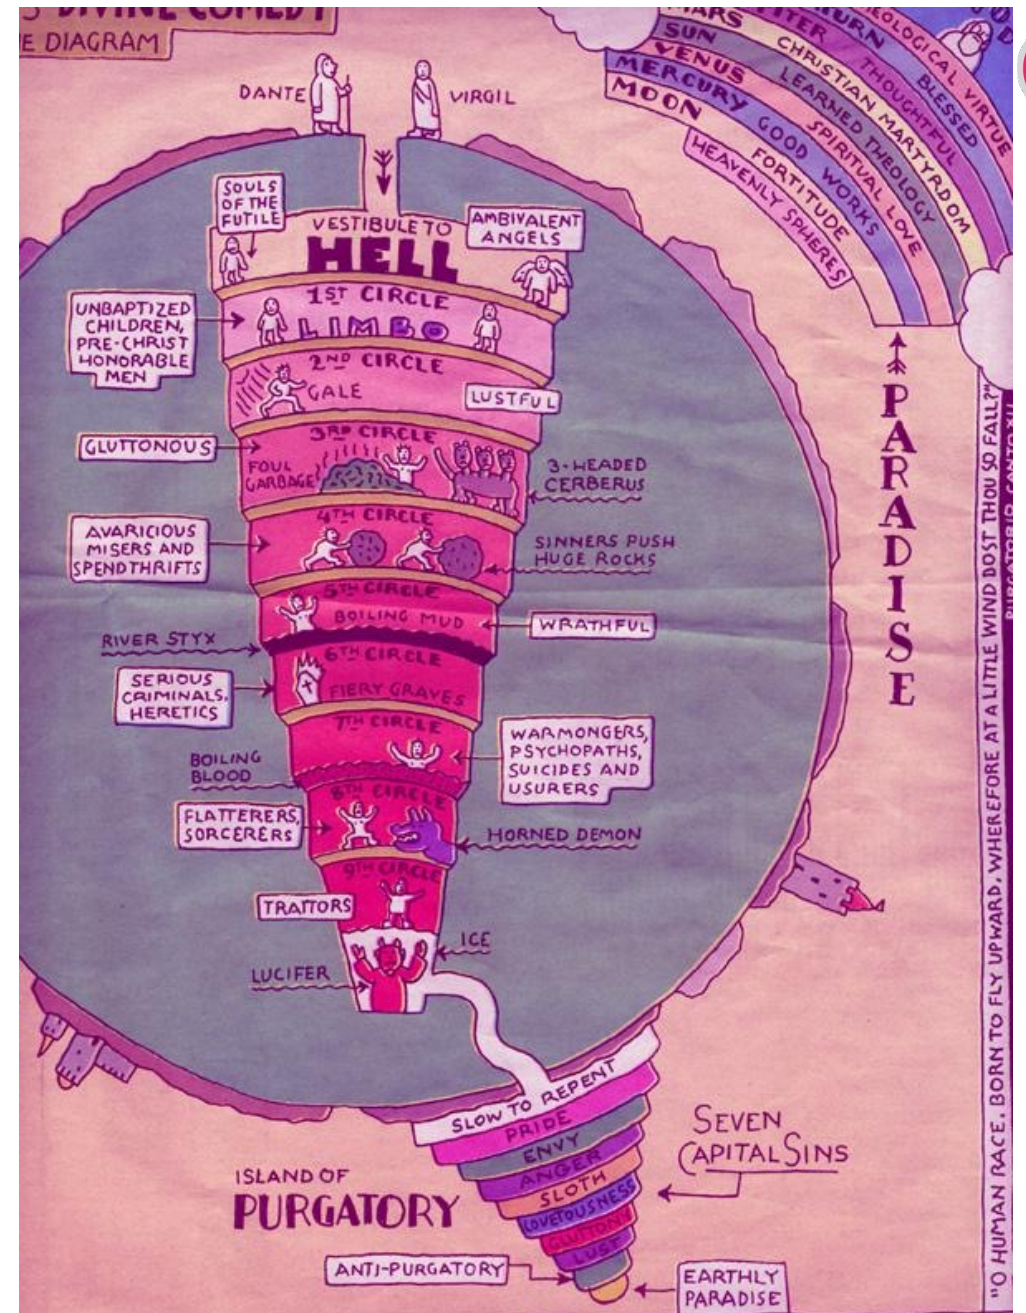 DIVINE COMEDY
DIAGRAM
DANTE
VIRGIL
MARS
SUN
VENUS
MERCURY
MOON
THEOLOGICAL VIRTUE
BLESSED
THOUGHTFUL
CHRISTIAN MARTYRDOM
LEARNED THEOLOGY
SPIRITUAL LOVE
GOOD WORKS
FORTITUDE
HEAVENLY SPHERES
SOULS
OF THE
FUTILE
VESTIBULE TO
HELL
AMBIVALENT
ANGELS
1ST CIRCLE
LIMBO
UNBAPTIZED
CHILDREN,
PRE-CHRIST
HONORABLE
MEN
2ND CIRCLE
GALE
LUSTFUL
3RD CIRCLE
GLUTTONOUS
FOUL
GARBAGE
3-HEADED
CERBERUS
4TH CIRCLE
AVARICIOUS
MISERS AND
SPENDTHRIFTS
SINNERS PUSH
HUGE ROCKS
5TH CIRCLE
BOILING MUD
WRATHFUL
RIVER STYX
6TH CIRCLE
FIERY GRAVES
SERIOUS
CRIMINALS,
HERETICS
7TH CIRCLE
WARMONGERS,
PSYCHOPATHS,
SUICIDES AND
USURERS
BOILING
BLOOD
8TH CIRCLE
FLATTERERS,
SORCERERS
HORNED DEMON
9TH CIRCLE
TRAITORS
ICE
LUCIFER
PARADISE
"O HUMAN RACE, BORN TO FLY UPWARD, WHEREFORE AT A LITTLE WIND DOST THOU SO FALL?"
PURGATORIO CANTO XII
SLOW TO REPENT
PRIDE
ENVY
ANGER
SLOTH
COVETOUSNESS
GLUTTONY
LUST
SEVEN
CAPITAL SINS
ISLAND OF
PURGATORY
ANTI-PURGATORY
EARTHLY
PARADISE